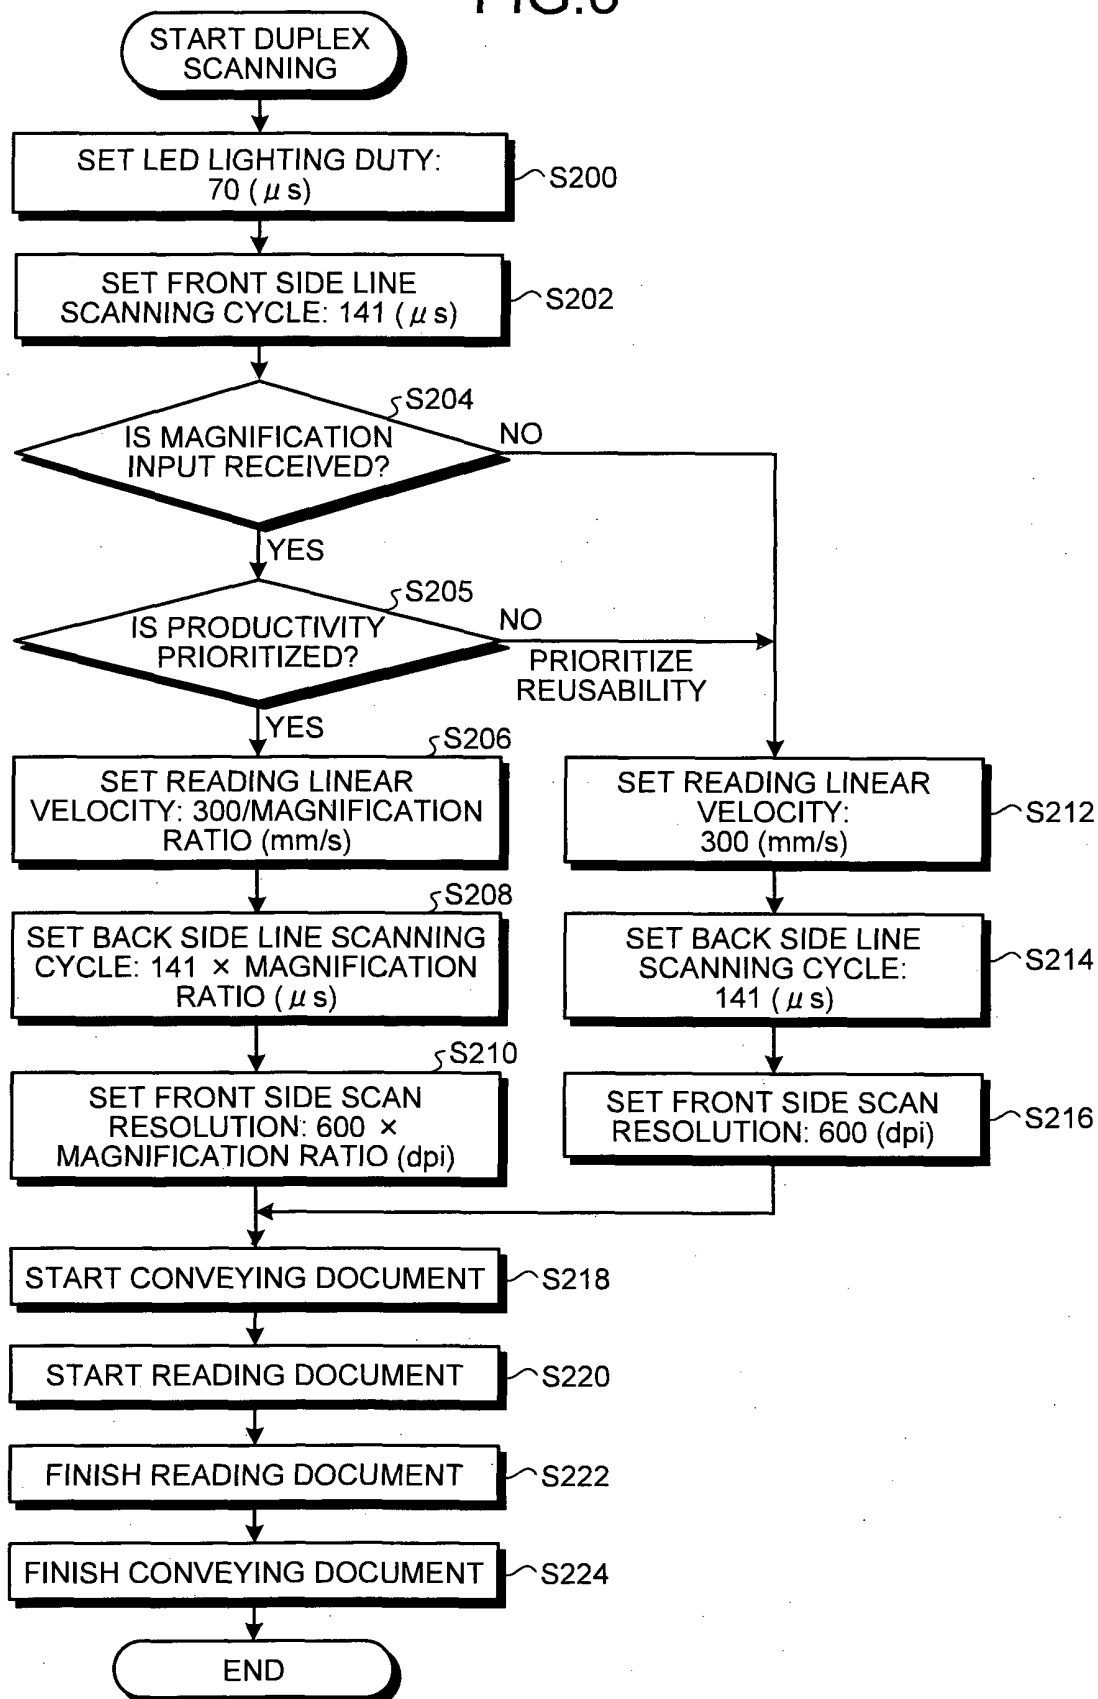 FIG.6
START DUPLEX
SCANNING
SET LED LIGHTING DUTY:
70 (μs)
S200
SET FRONT SIDE LINE
SCANNING CYCLE: 141 (μs)
S202
S204
IS MAGNIFICATION
INPUT RECEIVED?
NO
YES
S205
IS PRODUCTIVITY
PRIORITIZED?
NO
PRIORITIZE
REUSABILITY
YES
S206
SET READING LINEAR
VELOCITY: 300/MAGNIFICATION
RATIO (mm/s)
SET READING LINEAR
VELOCITY:
300 (mm/s)
S212
S208
SET BACK SIDE LINE SCANNING
CYCLE: 141 × MAGNIFICATION
RATIO (μs)
SET BACK SIDE LINE
SCANNING CYCLE:
141 (μs)
S214
S210
SET FRONT SIDE SCAN
RESOLUTION: 600 ×
MAGNIFICATION RATIO (dpi)
SET FRONT SIDE SCAN
RESOLUTION: 600 (dpi)
S216
START CONVEYING DOCUMENT
S218
START READING DOCUMENT
S220
FINISH READING DOCUMENT
S222
FINISH CONVEYING DOCUMENT
S224
END